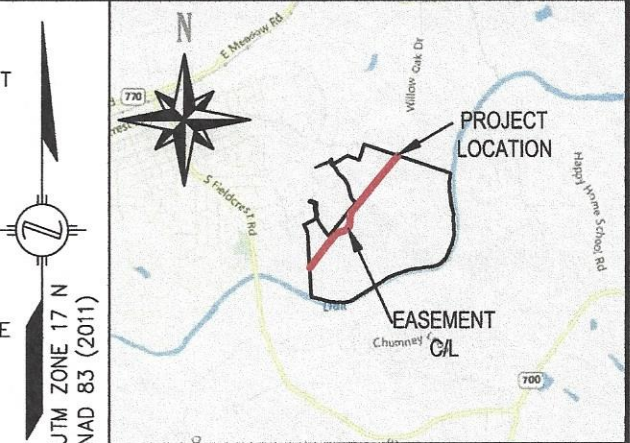 T
E
UTM ZONE 17 N
NAD 83 (2011)
N
E Meadow Rd
770
Willow Oak Dr
PROJECT
LOCATION
S Fieldcrest Rd
Happy Home School Rd
EASEMENT
C/L
Chumney
700